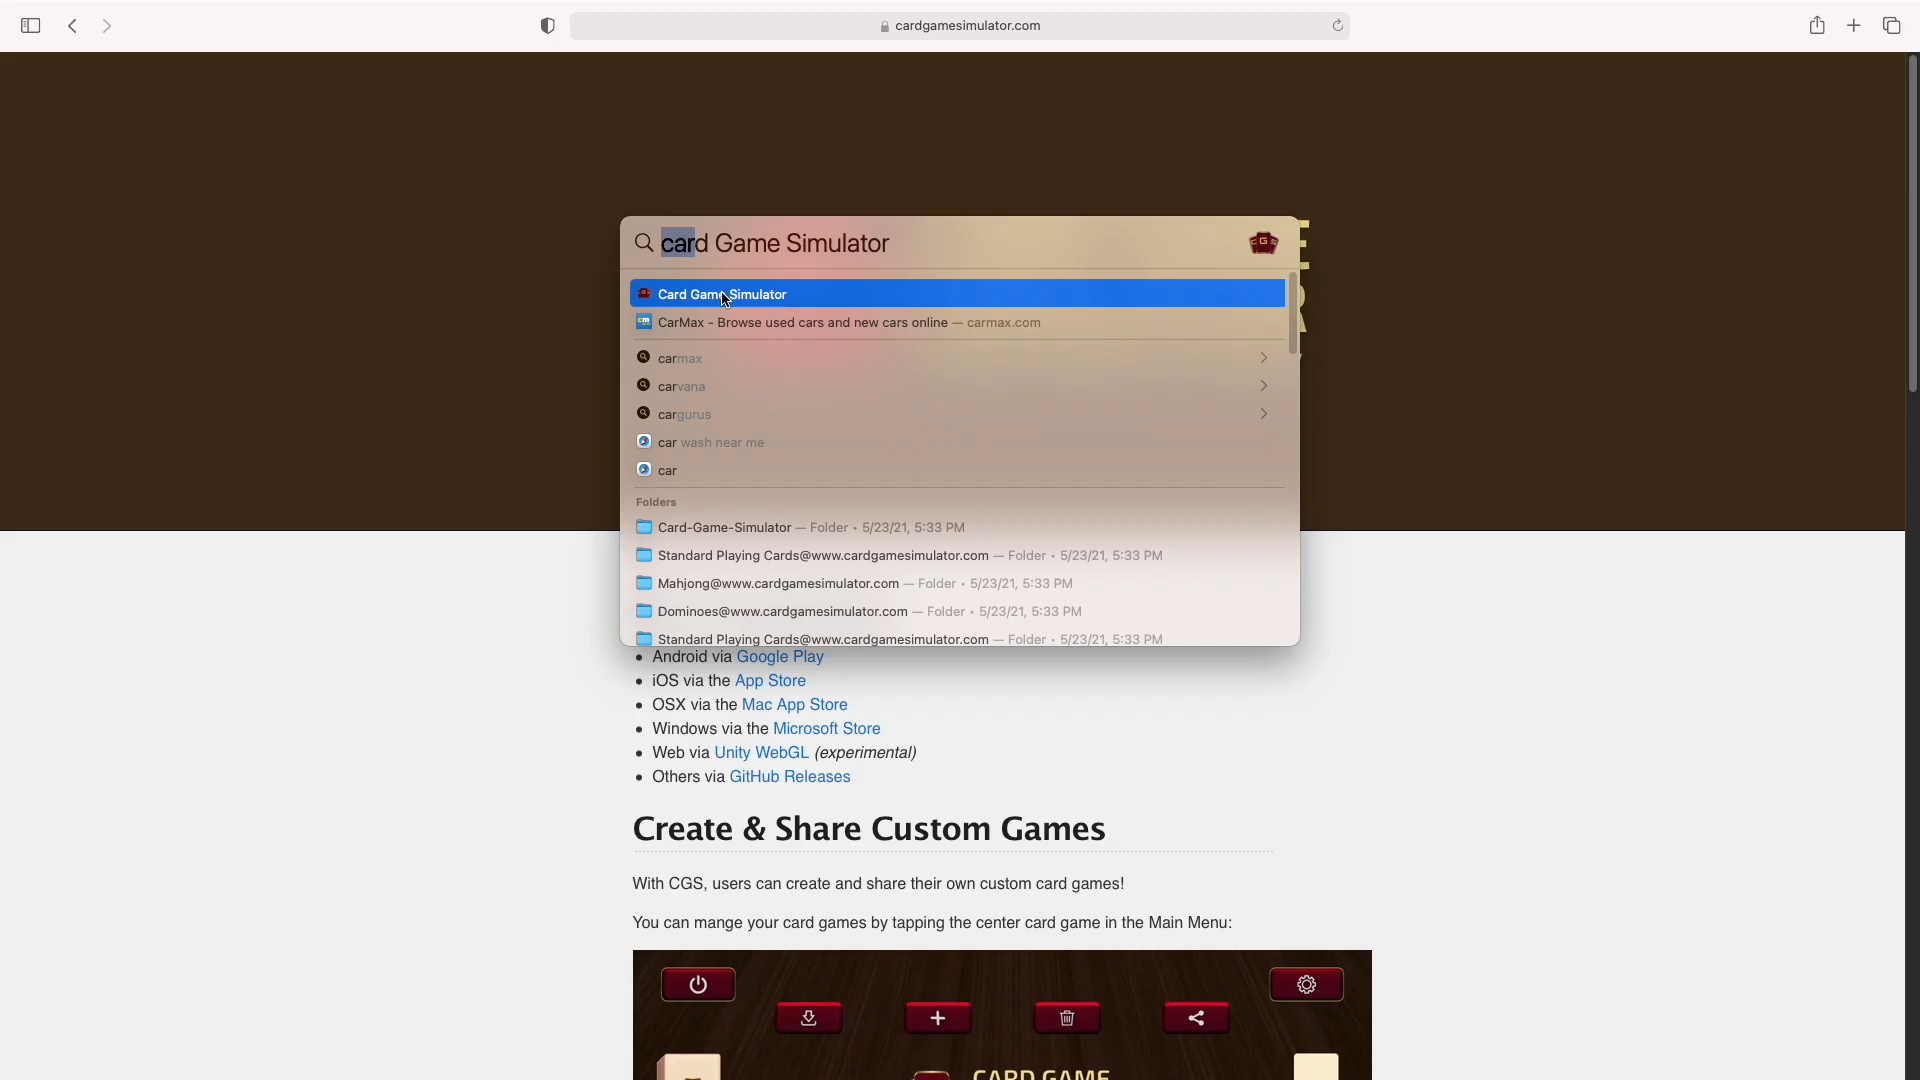 cardgamesimulator.com
card Game Simulator
CGS
Card Game Simulator
CarMax - Browse used cars and new cars online — carmax.com
carmax
carvana
cargurus
car wash near me
car
Folders
Card-Game-Simulator — Folder • 5/23/21, 5:33 PM
Standard Playing Cards@www.cardgamesimulator.com — Folder • 5/23/21, 5:33 PM
Mahjong@www.cardgamesimulator.com — Folder • 5/23/21, 5:33 PM
Dominoes@www.cardgamesimulator.com — Folder • 5/23/21, 5:33 PM
Standard Playing Cards@www.cardgamesimulator.com — Folder • 5/23/21, 5:33 PM
• Android via Google Play
• iOS via the App Store
• OSX via the Mac App Store
• Windows via the Microsoft Store
• Web via Unity WebGL (experimental)
• Others via GitHub Releases
Create & Share Custom Games
With CGS, users can create and share their own custom card games!
You can mange your card games by tapping the center card game in the Main Menu:
CARD GAME